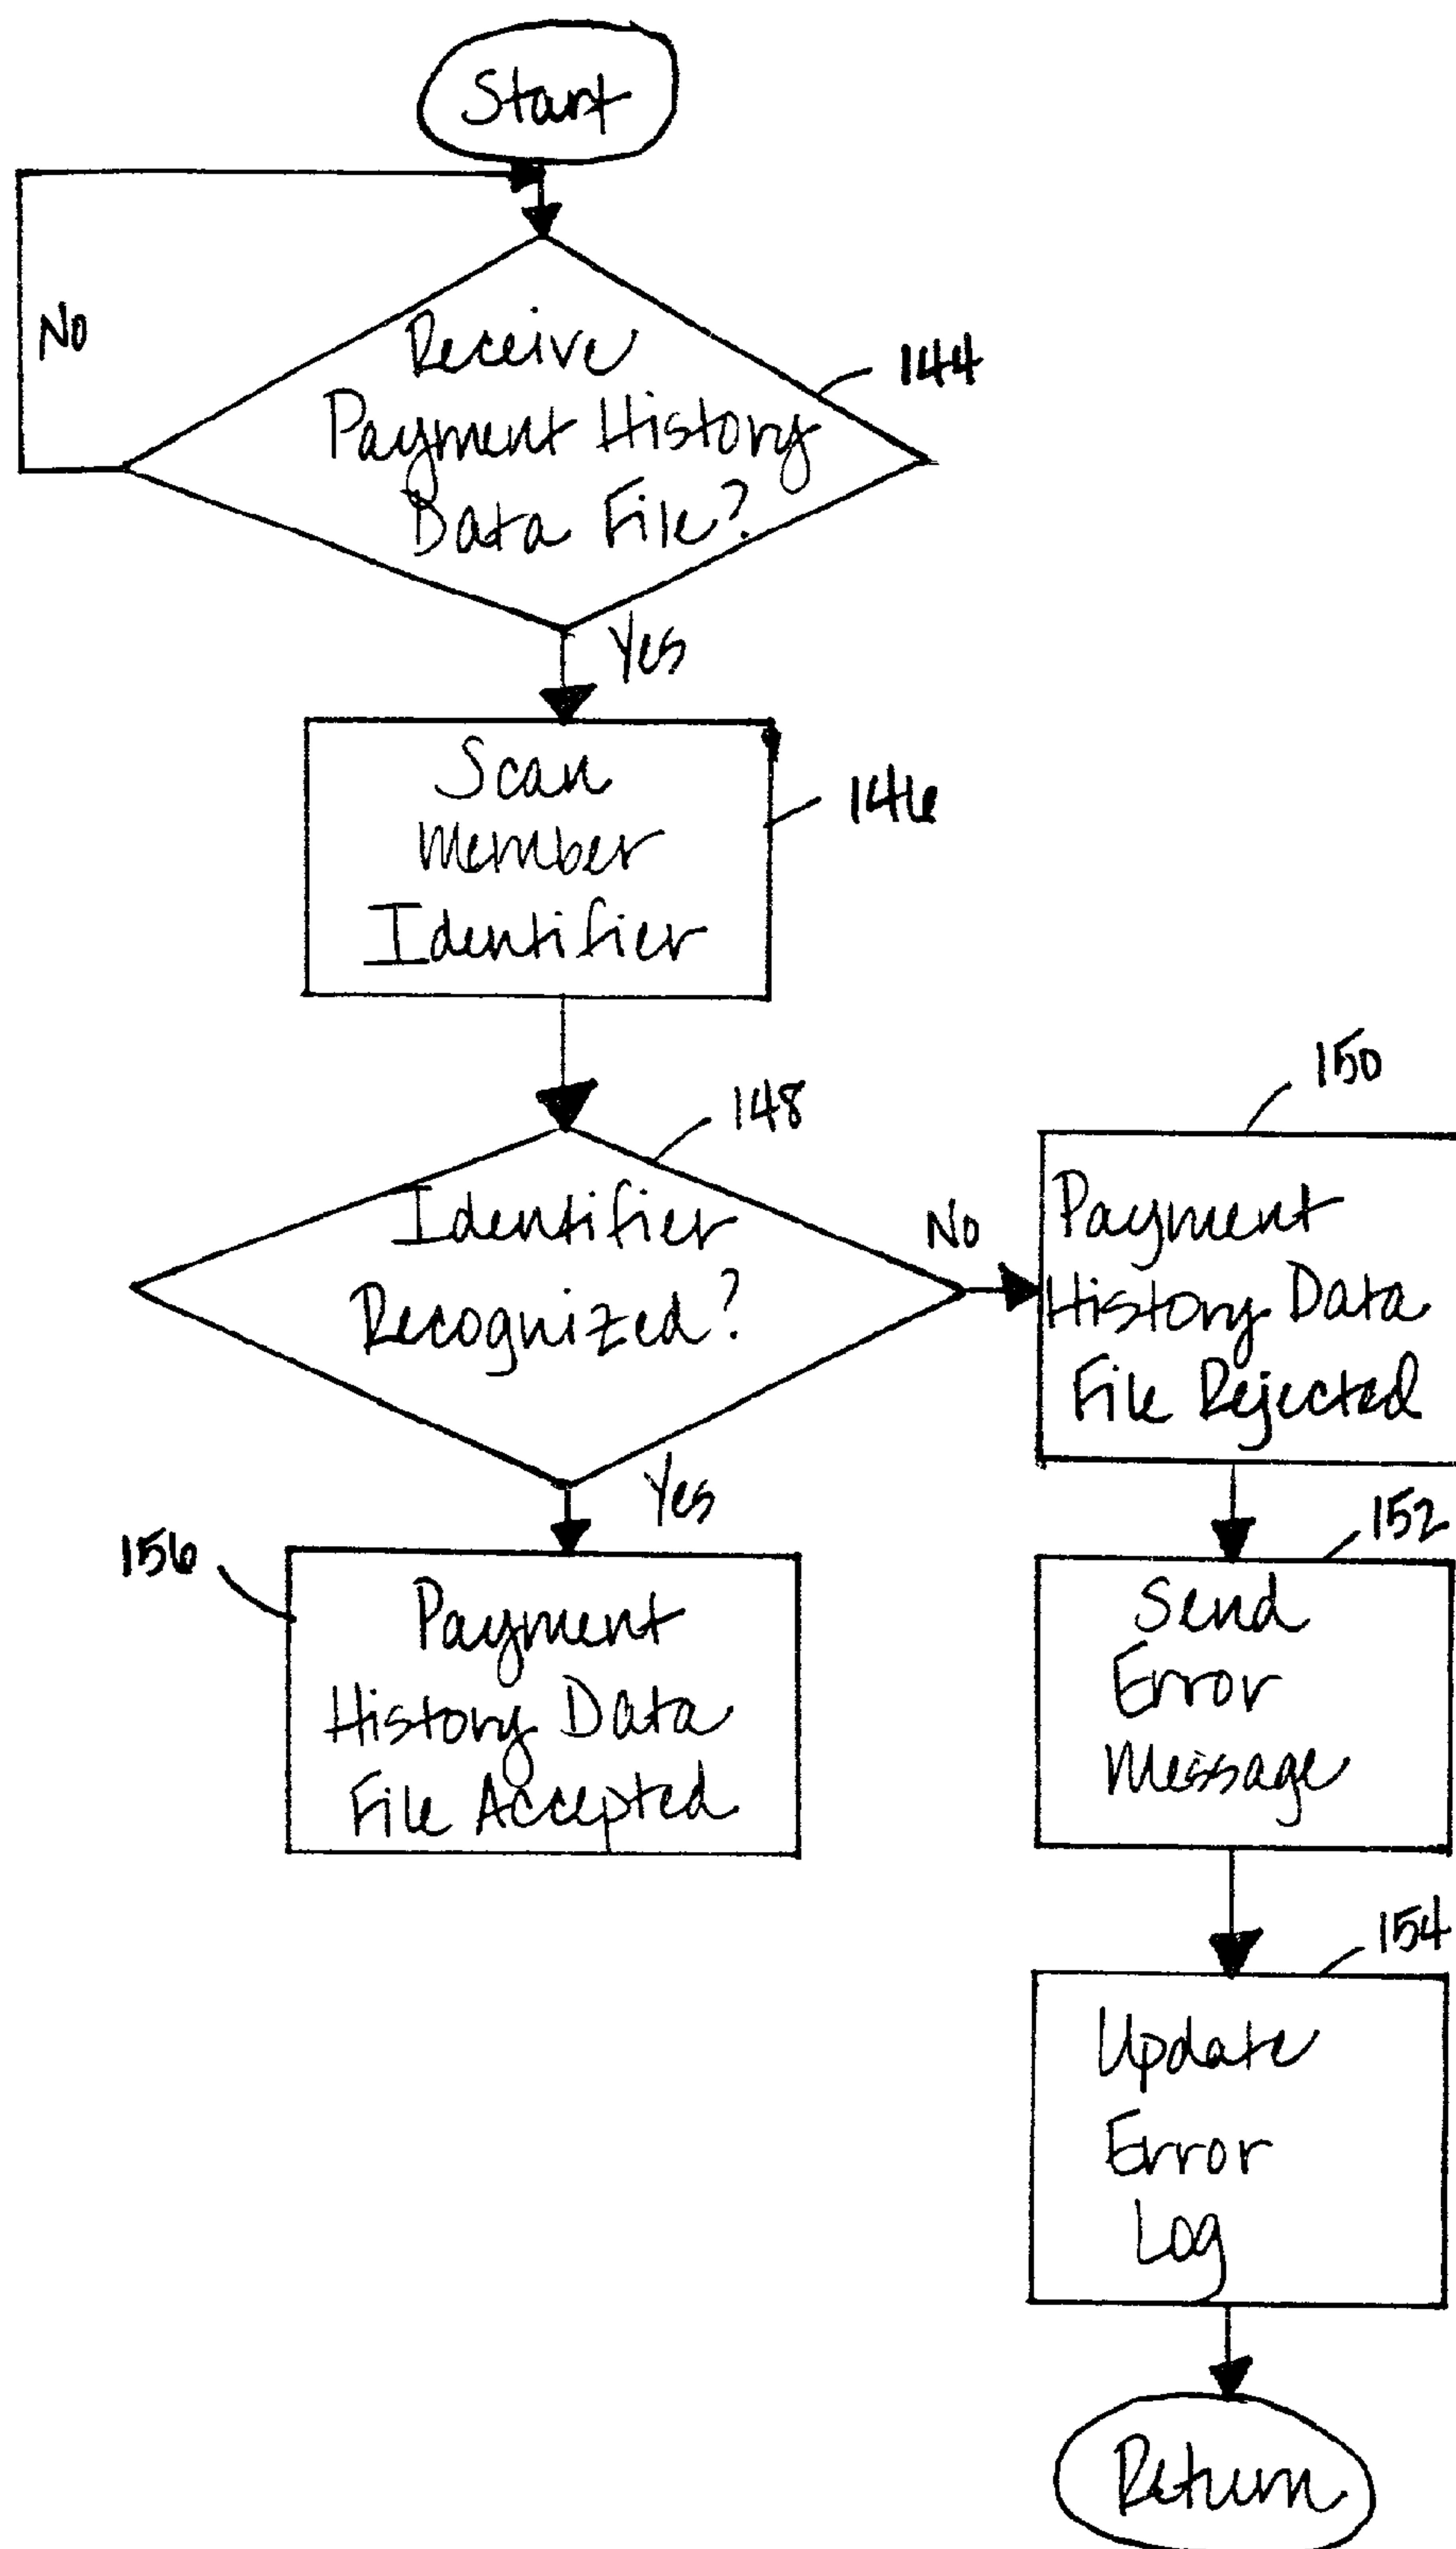 Start
No
Receive
Payment History
Data File?
144
Yes
Scan
Member
Identifier
146
148
Identifier
Recognized?
No
150
Payment
History Data
File Rejected
Yes
156
Payment
History Data
File Accepted
152
Send
Error
Message
154
Update
Error
Log
Return